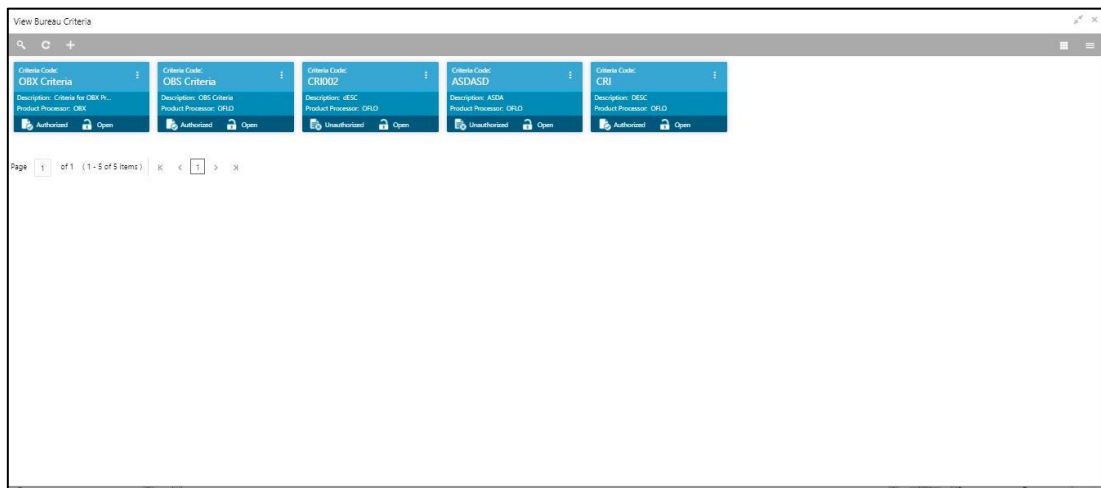 View Bureau Criteria
Criteria Code:
OBX Criteria
Description: Criteria for OBX Pr...
Product Processor: OBX
Authorized Open
Criteria Code:
OBS Criteria
Description: OBS Criteria
Product Processor: OFLO
Authorized Open
Criteria Code:
CRI002
Description: dESC
Product Processor: OFLO
Unauthorized Open
Criteria Code:
ASDASD
Description: ASDA
Product Processor: OFLO
Unauthorized Open
Criteria Code:
CRI
Description: DESC
Product Processor: OFLO
Authorized Open
Page 1 of 1 (1 - 5 of 5 items) 1